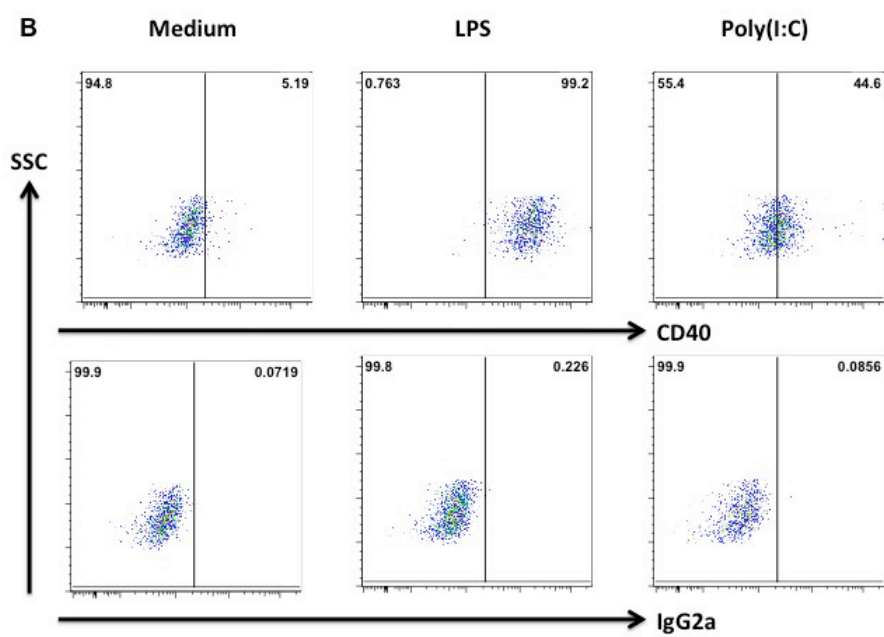 B
Medium LPS Poly(I:C)
94.8 5.19 0.763 99.2 55.4 44.6
SSC
CD40
99.9 0.0719 99.8 0.226 99.9 0.0856
IgG2a